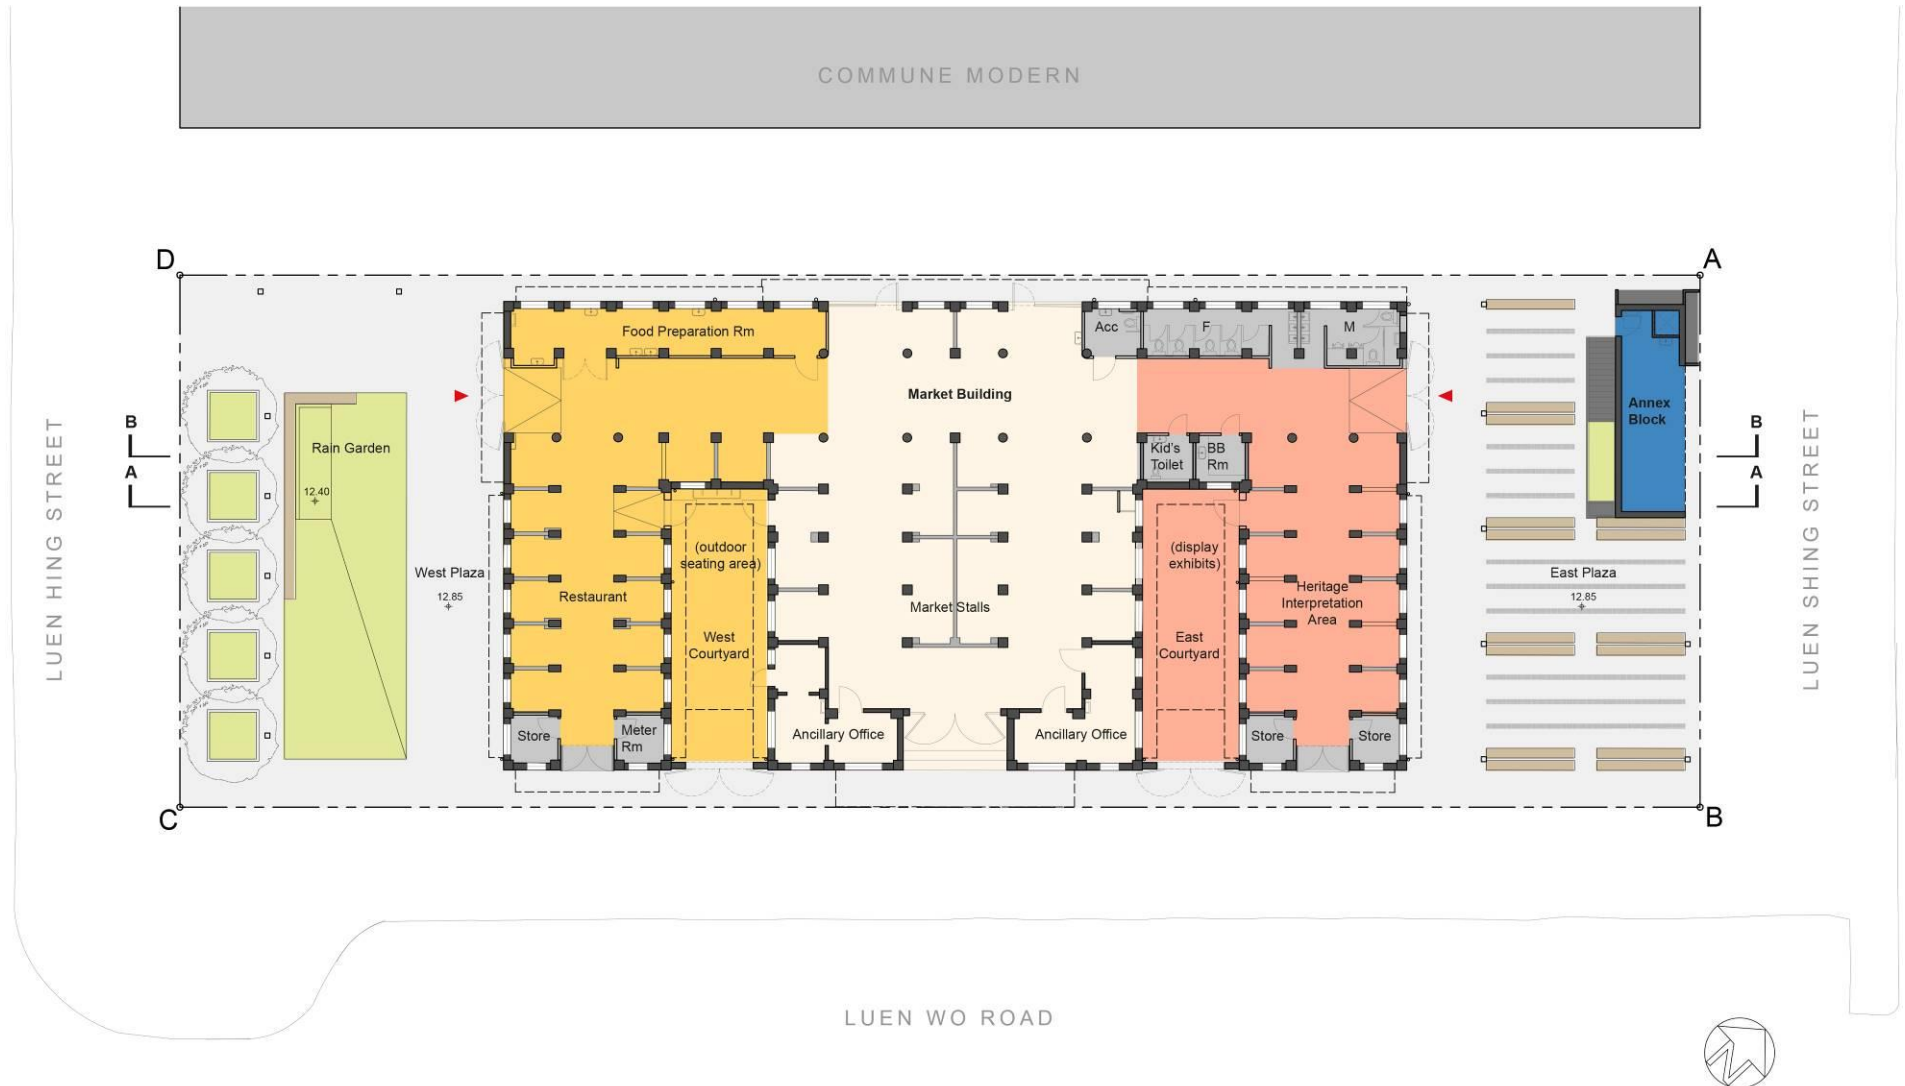 COMMUNE MODERN
D
A
Food Preparation Rm
Acc
F
M
Market Building
Annex
Block
B
B
Rain Garden
Kid's
Toilet
BB
Rm
A
A
12.40
(outdoor
seating area)
(display
exhibits)
West Plaza
12.85
Restaurant
Market Stalls
Heritage
Interpretation
Area
East Plaza
12.85
West
Courtyard
East
Courtyard
Store
Meter
Rm
Ancillary Office
Ancillary Office
Store
Store
C
B
LUEN HING STREET
LUEN SHING STREET
LUEN WO ROAD
N